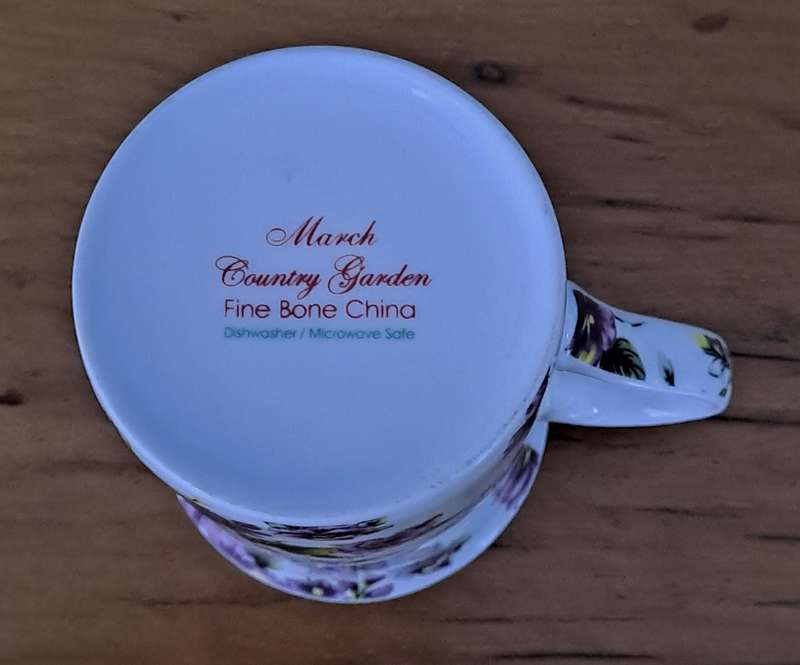 March
Country Garden
Fine Bone China
Dishwasher / Microwave Safe